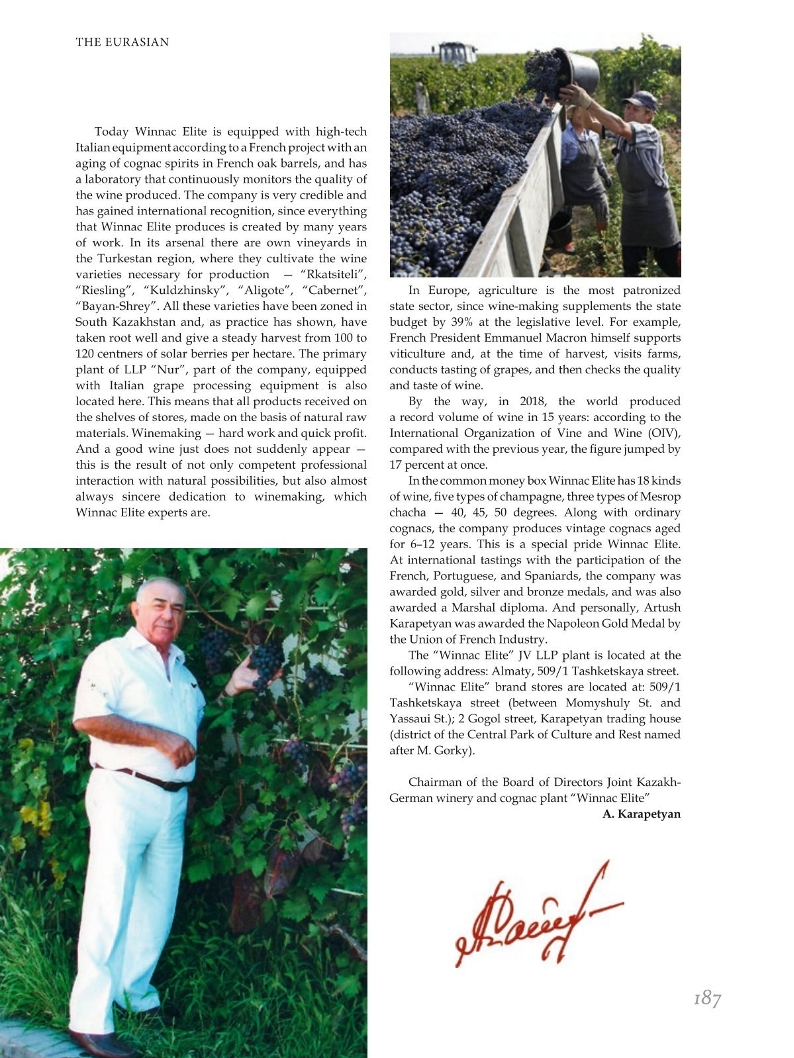 THE EURASIAN
Today Winnac Elite is equipped with high-tech
Italian equipment according to a French project with an
aging of cognac spirits in French oak barrels, and has
a laboratory that continuously monitors the quality of
the wine produced. The company is very credible and
has gained international recognition, since everything
that Winnac Elite produces is created by many years
of work. In its arsenal there are own vineyards in
the Turkestan region, where they cultivate the wine
varieties necessary for production — “Rkatsiteli”,
“Riesling”, “Kuldzhinsky”, “Aligote”, “Cabernet”,
“Bayan-Shrey”. All these varieties have been zoned in
South Kazakhstan and, as practice has shown, have
taken root well and give a steady harvest from 100 to
120 centners of solar berries per hectare. The primary
plant of LLP “Nur”, part of the company, equipped
with Italian grape processing equipment is also
located here. This means that all products received on
the shelves of stores, made on the basis of natural raw
materials. Winemaking — hard work and quick profit.
And a good wine just does not suddenly appear —
this is the result of not only competent professional
interaction with natural possibilities, but also almost
always sincere dedication to winemaking, which
Winnac Elite experts are.
In Europe, agriculture is the most patronized
state sector, since wine-making supplements the state
budget by 39% at the legislative level. For example,
French President Emmanuel Macron himself supports
viticulture and, at the time of harvest, visits farms,
conducts tasting of grapes, and then checks the quality
and taste of wine.
By the way, in 2018, the world produced
a record volume of wine in 15 years: according to the
International Organization of Vine and Wine (OIV),
compared with the previous year, the figure jumped by
17 percent at once.
In the common money box Winnac Elite has 18 kinds
of wine, five types of champagne, three types of Mesrop
chacha — 40, 45, 50 degrees. Along with ordinary
cognacs, the company produces vintage cognacs aged
for 6–12 years. This is a special pride Winnac Elite.
At international tastings with the participation of the
French, Portuguese, and Spaniards, the company was
awarded gold, silver and bronze medals, and was also
awarded a Marshal diploma. And personally, Artush
Karapetyan was awarded the Napoleon Gold Medal by
the Union of French Industry.
The “Winnac Elite” JV LLP plant is located at the
following address: Almaty, 509/1 Tashketskaya street.
“Winnac Elite” brand stores are located at: 509/1
Tashketskaya street (between Momyshuly St. and
Yassaui St.); 2 Gogol street, Karapetyan trading house
(district of the Central Park of Culture and Rest named
after M. Gorky).
Chairman of the Board of Directors Joint Kazakh-
German winery and cognac plant “Winnac Elite”
A. Karapetyan
187